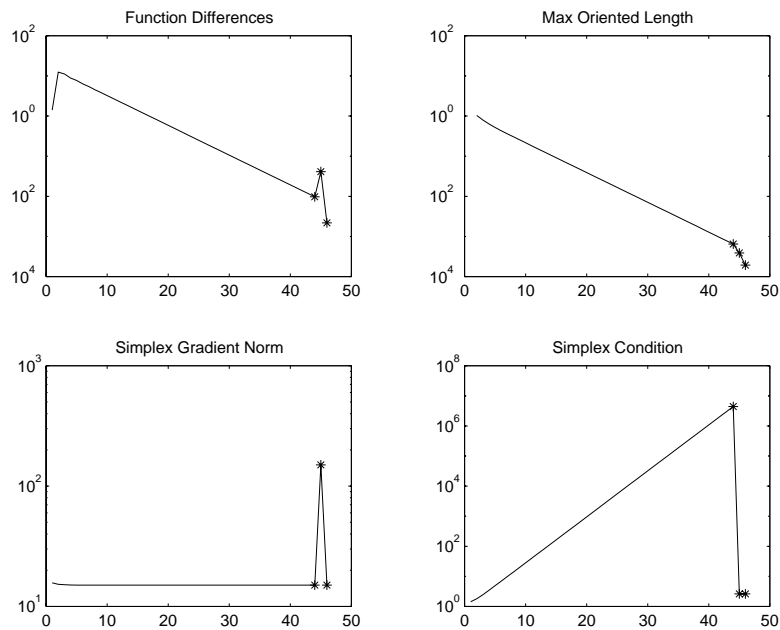 Function Differences
10^2
10^0
10^2
10^4
0 10 20 30 40 50
Max Oriented Length
10^2
10^0
10^2
10^4
0 10 20 30 40 50
Simplex Gradient Norm
10^3
10^2
10^1
0 10 20 30 40 50
Simplex Condition
10^8
10^6
10^4
10^2
10^0
0 10 20 30 40 50